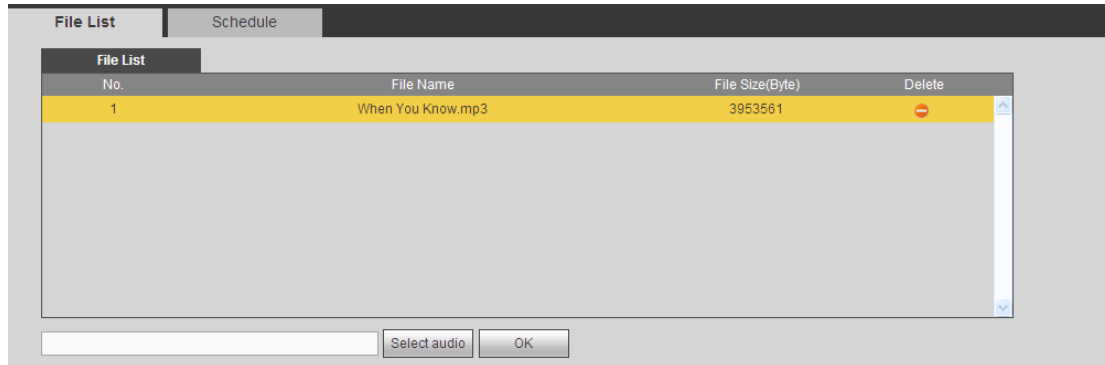 File List Schedule
File List
No. File Name File Size(Byte) Delete
1 When You Know.mp3 3953561
Select audio OK